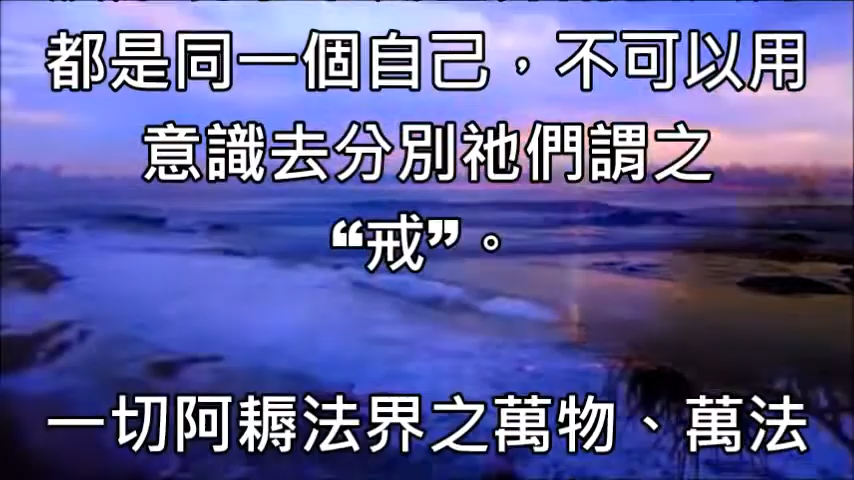 都是同一個自己，不可以用
意識去分別祂們謂之
“戒”。
一切阿耨法界之萬物、萬法